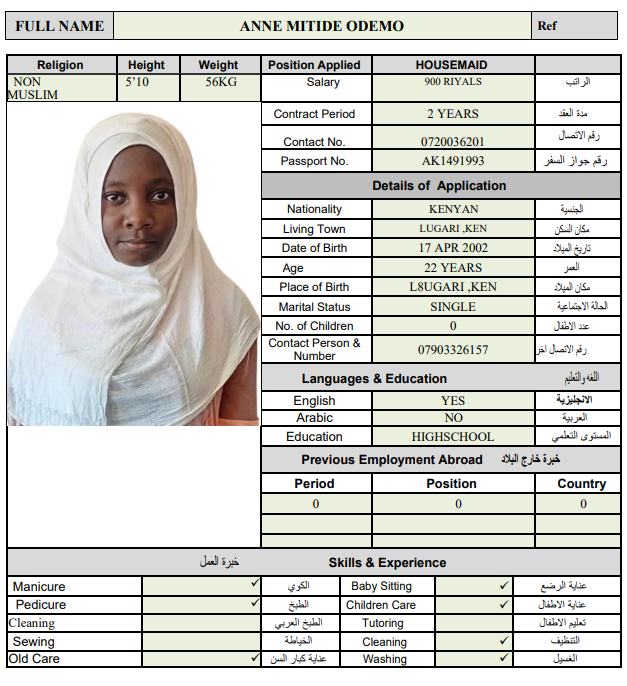 FULL NAME ANNE MITIDE ODEMO Ref
Religion Height Weight Position Applied HOUSEMAID
NON MUSLIM 5'10 56KG Salary 900 RIYALS الراتب
Contract Period 2 YEARS مدة العقد
Contact No. 0720036201 رقم الاتصال
Passport No. AK1491993 رقم جواز السفر
Details of Application
Nationality KENYAN الجنسية
Living Town LUGARI ,KEN مكان السكن
Date of Birth 17 APR 2002 تاريخ الميلاد
Age 22 YEARS العمر
Place of Birth L8UGARI ,KEN مكان الميلاد
Marital Status SINGLE الحالة الاجتماعية
No. of Children 0 عدد الاطفال
Contact Person & Number 07903326157 رقم الاتصال اخر
Languages & Education اللغه والتعليم
English YES الانجليزية
Arabic NO العربية
Education HIGHSCHOOL المستوى التعلمي
Previous Employment Abroad خبرة خارج البلاد
Period Position Country
0 0 0
خبرة العمل Skills & Experience
Manicure ✓ الكوي Baby Sitting ✓ عناية الرضع
Pedicure ✓ الطبخ Children Care ✓ عناية الاطفال
Cleaning الطبخ العربي Tutoring تعليم الاطفال
Sewing الخياطة Cleaning ✓ التنظيف
Old Care ✓ عناية كبار السن Washing ✓ الغسيل